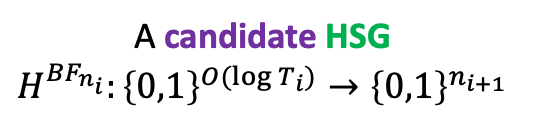 A candidate HSG
H^{BF_{n_i}}: {0,1}^{O(log T_i)} → {0,1}^{n_{i+1}}